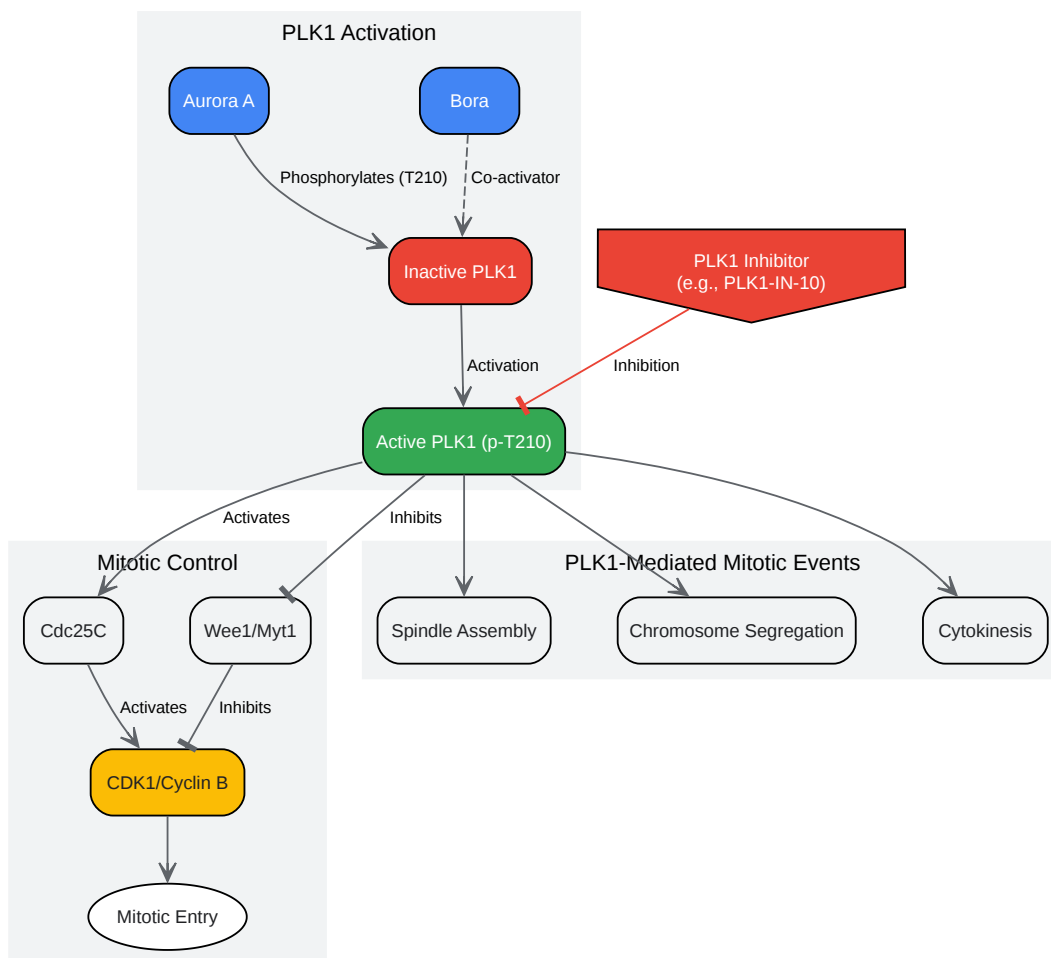 PLK1 Activation
Aurora A
Bora
Phosphorylates (T210)
Co-activator
Inactive PLK1
PLK1 Inhibitor
(e.g., PLK1-IN-10)
Activation
Inhibition
Active PLK1 (p-T210)
Activates
Inhibits
Mitotic Control
PLK1-Mediated Mitotic Events
Cdc25C
Wee1/Myt1
Spindle Assembly
Chromosome Segregation
Cytokinesis
Activates
Inhibits
CDK1/Cyclin B
Mitotic Entry